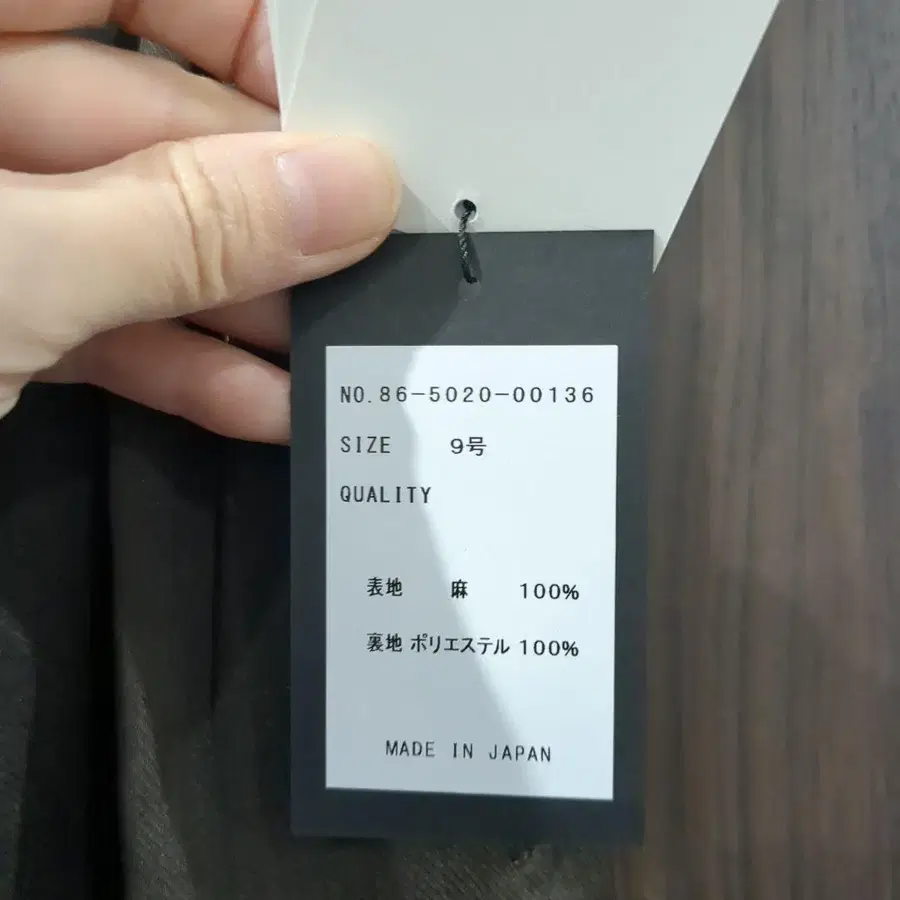 NO.86-5020-00136
SIZE 9号
QUALITY
表地 麻 100%
裏地 ポリエステル 100%
MADE IN JAPAN